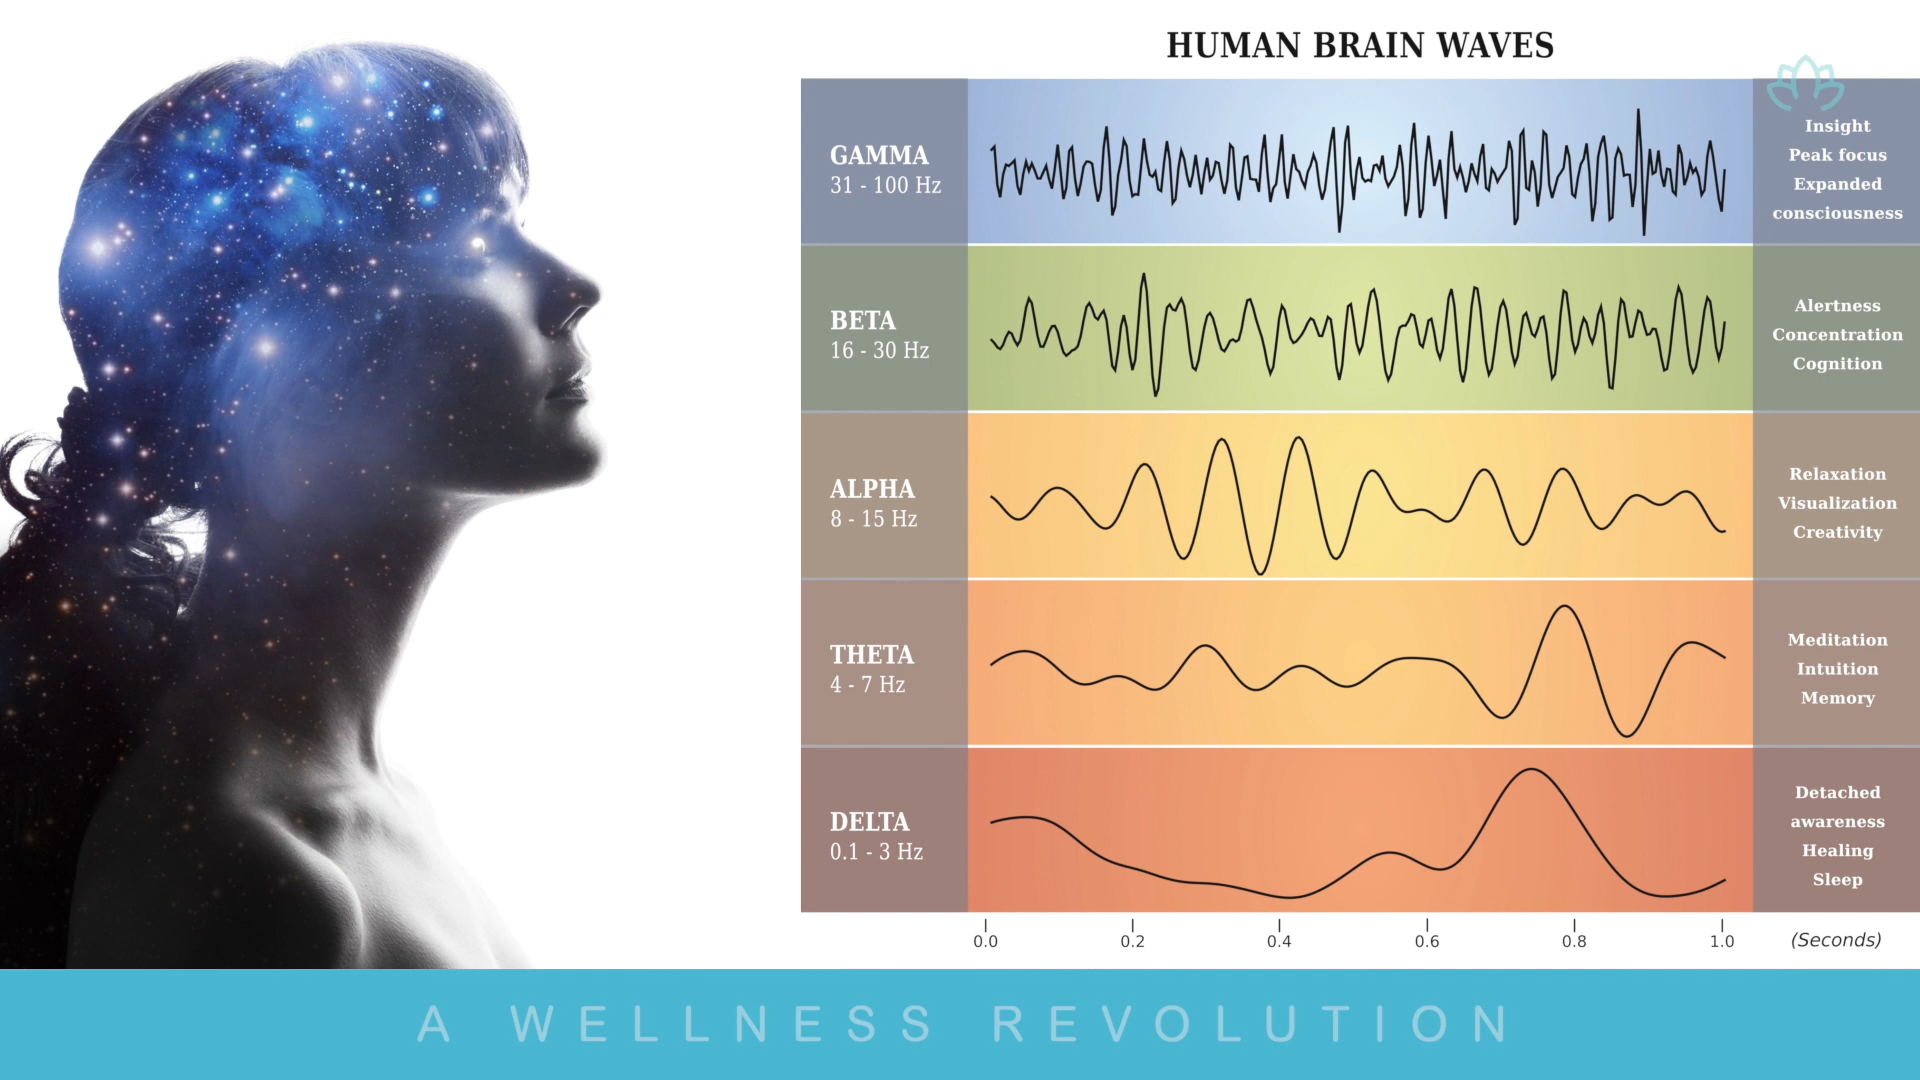 HUMAN BRAIN WAVES
GAMMA
31 - 100 Hz
Insight
Peak focus
Expanded
consciousness
BETA
16 - 30 Hz
Alertness
Concentration
Cognition
ALPHA
8 - 15 Hz
Relaxation
Visualization
Creativity
THETA
4 - 7 Hz
Meditation
Intuition
Memory
DELTA
0.1 - 3 Hz
Detached
awareness
Healing
Sleep
0.0 0.2 0.4 0.6 0.8 1.0 (Seconds)
A WELLNESS REVOLUTION